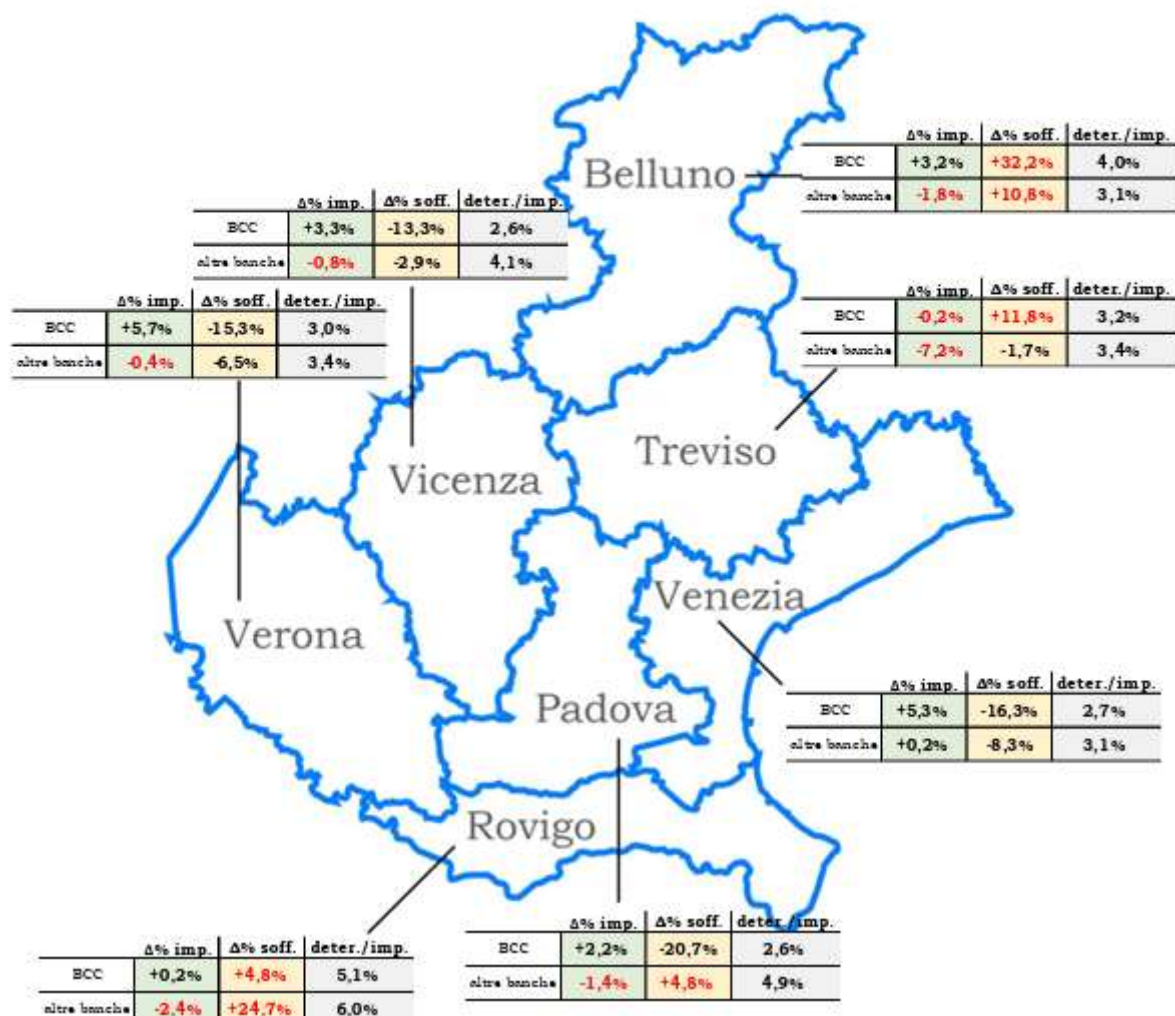 Δ% imp. Δ% soff. deter./imp.
BCC +3,2% +32,2% 4,0%
altre banche -1,8% +10,8% 3,1%
Belluno
Δ% imp. Δ% soff. deter./imp.
BCC +3,3% -13,3% 2,6%
altre banche -0,8% -2,9% 4,1%
Δ% imp. Δ% soff. deter./imp.
BCC +5,7% -15,3% 3,0%
altre banche -0,4% -6,5% 3,4%
Δ% imp. Δ% soff. deter./imp.
BCC -0,2% +11,8% 3,2%
altre banche -7,2% -1,7% 3,4%
Treviso
Vicenza
Venezia
Verona
Padova
Δ% imp. Δ% soff. deter./imp.
BCC +5,3% -16,3% 2,7%
altre banche +0,2% -8,3% 3,1%
Rovigo
Δ% imp. Δ% soff. deter./imp.
BCC +0,2% +4,8% 5,1%
altre banche -2,4% +24,7% 6,0%
Δ% imp. Δ% soff. deter./imp.
BCC +2,2% -20,7% 2,6%
altre banche -1,4% +4,8% 4,9%